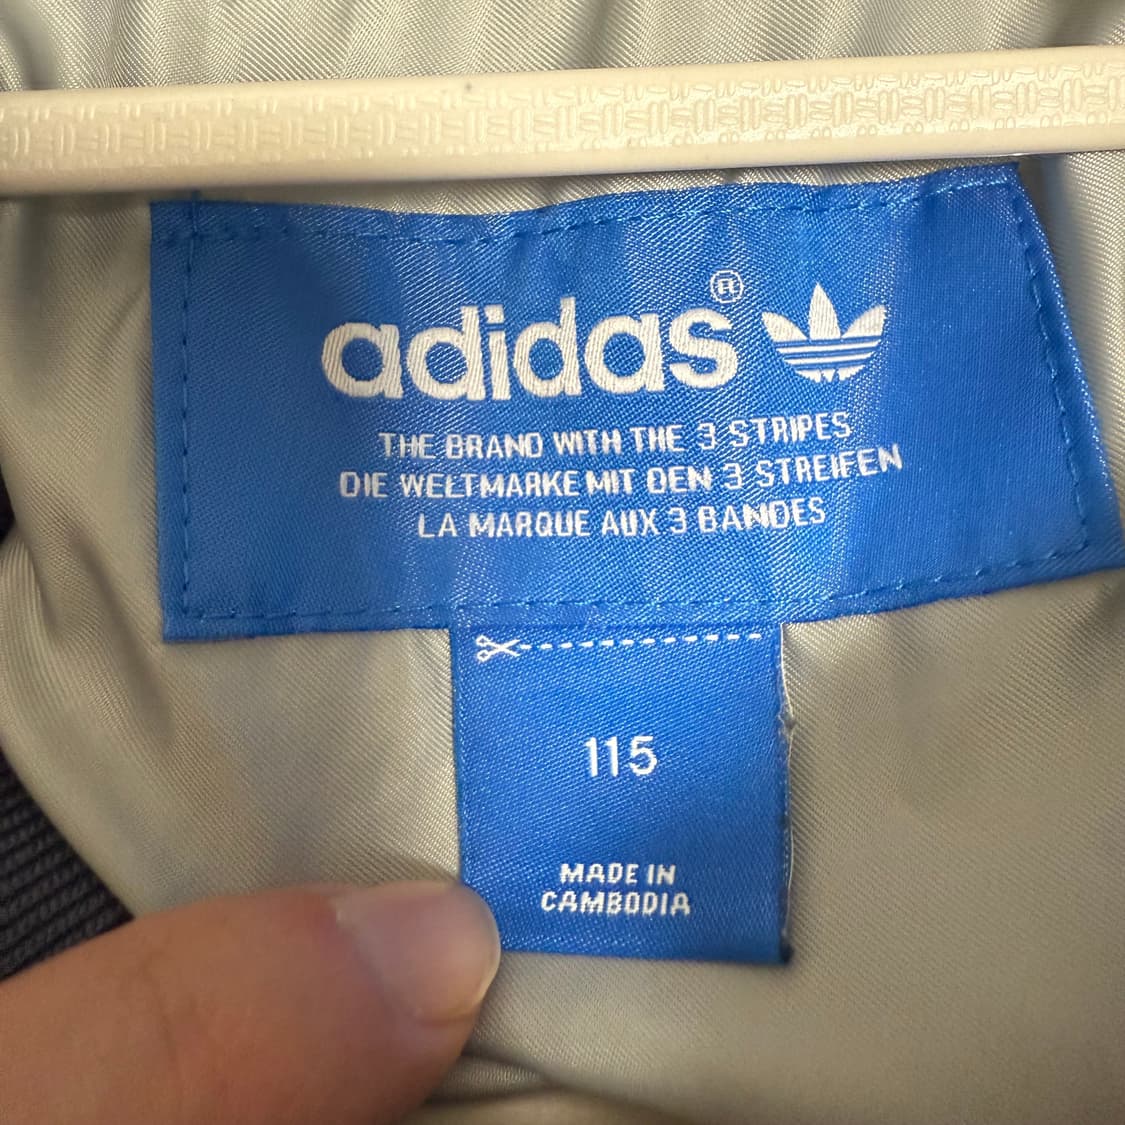 adidas®
THE BRAND WITH THE 3 STRIPES
DIE WELTMARKE MIT DEN 3 STREIFEN
LA MARQUE AUX 3 BANDES
115
MADE IN
CAMBODIA